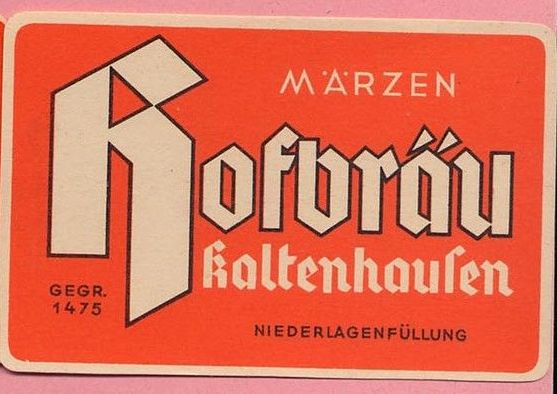 MÄRZEN
Hofbräu
Kaltenhauſen
GEGR.
1475
NIEDERLAGENFÜLLUNG